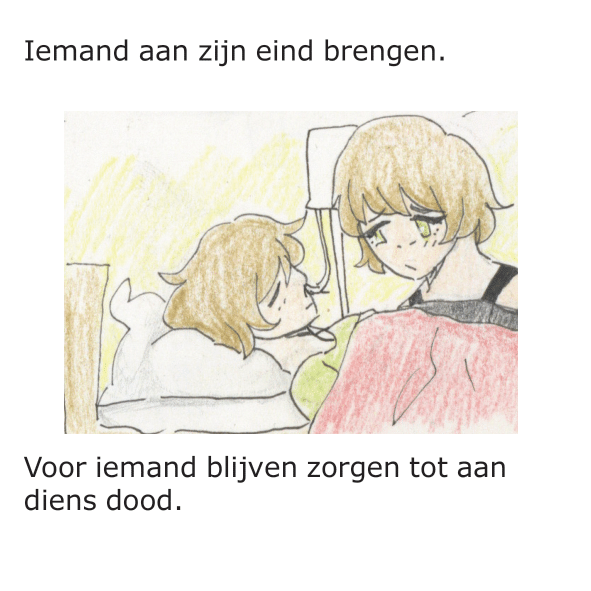 Iemand aan zijn eind brengen.
Voor iemand blijven zorgen tot aan
diens dood.